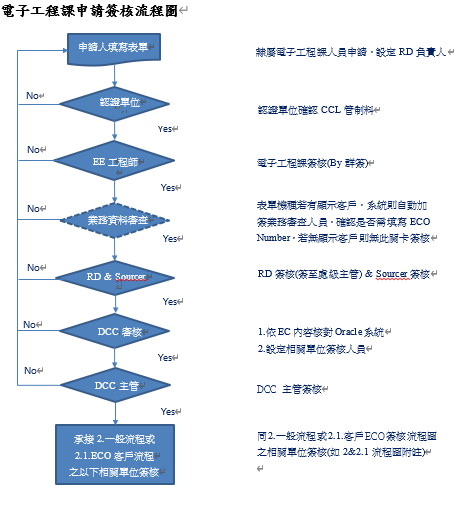 電子工程課申請簽核流程圖
申請人填寫表單
隸屬電子工程課人員申請，設定 RD 負責人
No
認證單位
認證單位確認 CCL 管制料
Yes
No
EE 工程師
電子工程課簽核(By 群簽)
Yes
No
業務資料審查
表單機種若有顯示客戶，系統則自動加
簽業務審查人員，確認是否需填寫 ECO
Number，若無顯示客戶則無此關卡簽核
Yes
No
RD & Sourcer
RD 簽核(簽至處級主管) & Sourcer 簽核
Yes
No
DCC 審核
1.依 EC 內容核對 Oracle 系統
2.設定相關單位簽核人員
Yes
No
DCC 主管
DCC 主管簽核
Yes
承接 2.一般流程或
2.1.ECO 客戶流程
之以下相關單位簽核
同2.一般流程或2.1.客戶ECO簽核流程圖
之相關單位簽核(如 2&2.1 流程圖附註)